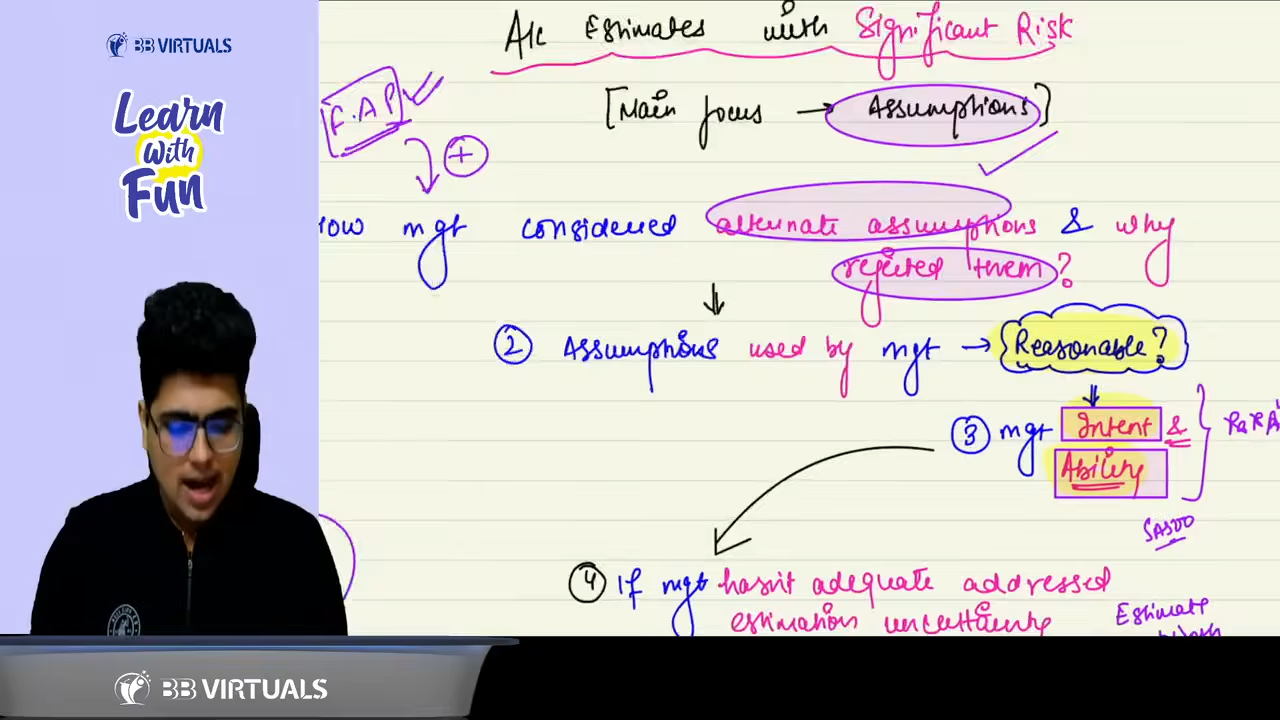 BB VIRTUALS
Learn
With
Fun
A/c Estimates with Significant Risk
[Main focus → Assumptions]
F.A.P
+
how mgt considered alternate assumptions & why
rejected them?
② Assumptions used by mgt → Reasonable?
③ mgt Intent &
Ability
SA500
④ If mgt hasn't adequate addressed
estimation uncertainty
Estimate
BB VIRTUALS